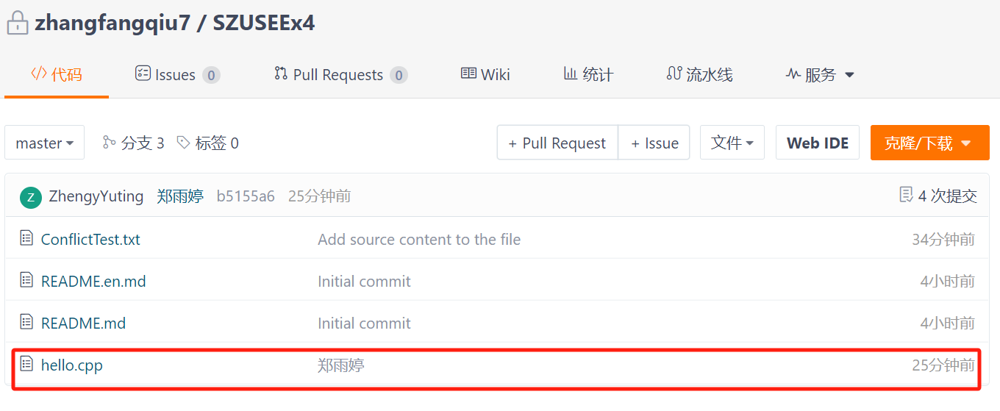 zhangfangqiu7 / SZUSEEx4
代码 Issues 0 Pull Requests 0 Wiki 统计 流水线 服务
master 分支 3 标签 0 + Pull Request + Issue 文件 Web IDE 克隆/下载
Z ZhengyYuting 郑雨婷 b5155a6 25分钟前 4 次提交
ConflictTest.txt Add source content to the file 34分钟前
README.en.md Initial commit 4小时前
README.md Initial commit 4小时前
hello.cpp 郑雨婷 25分钟前